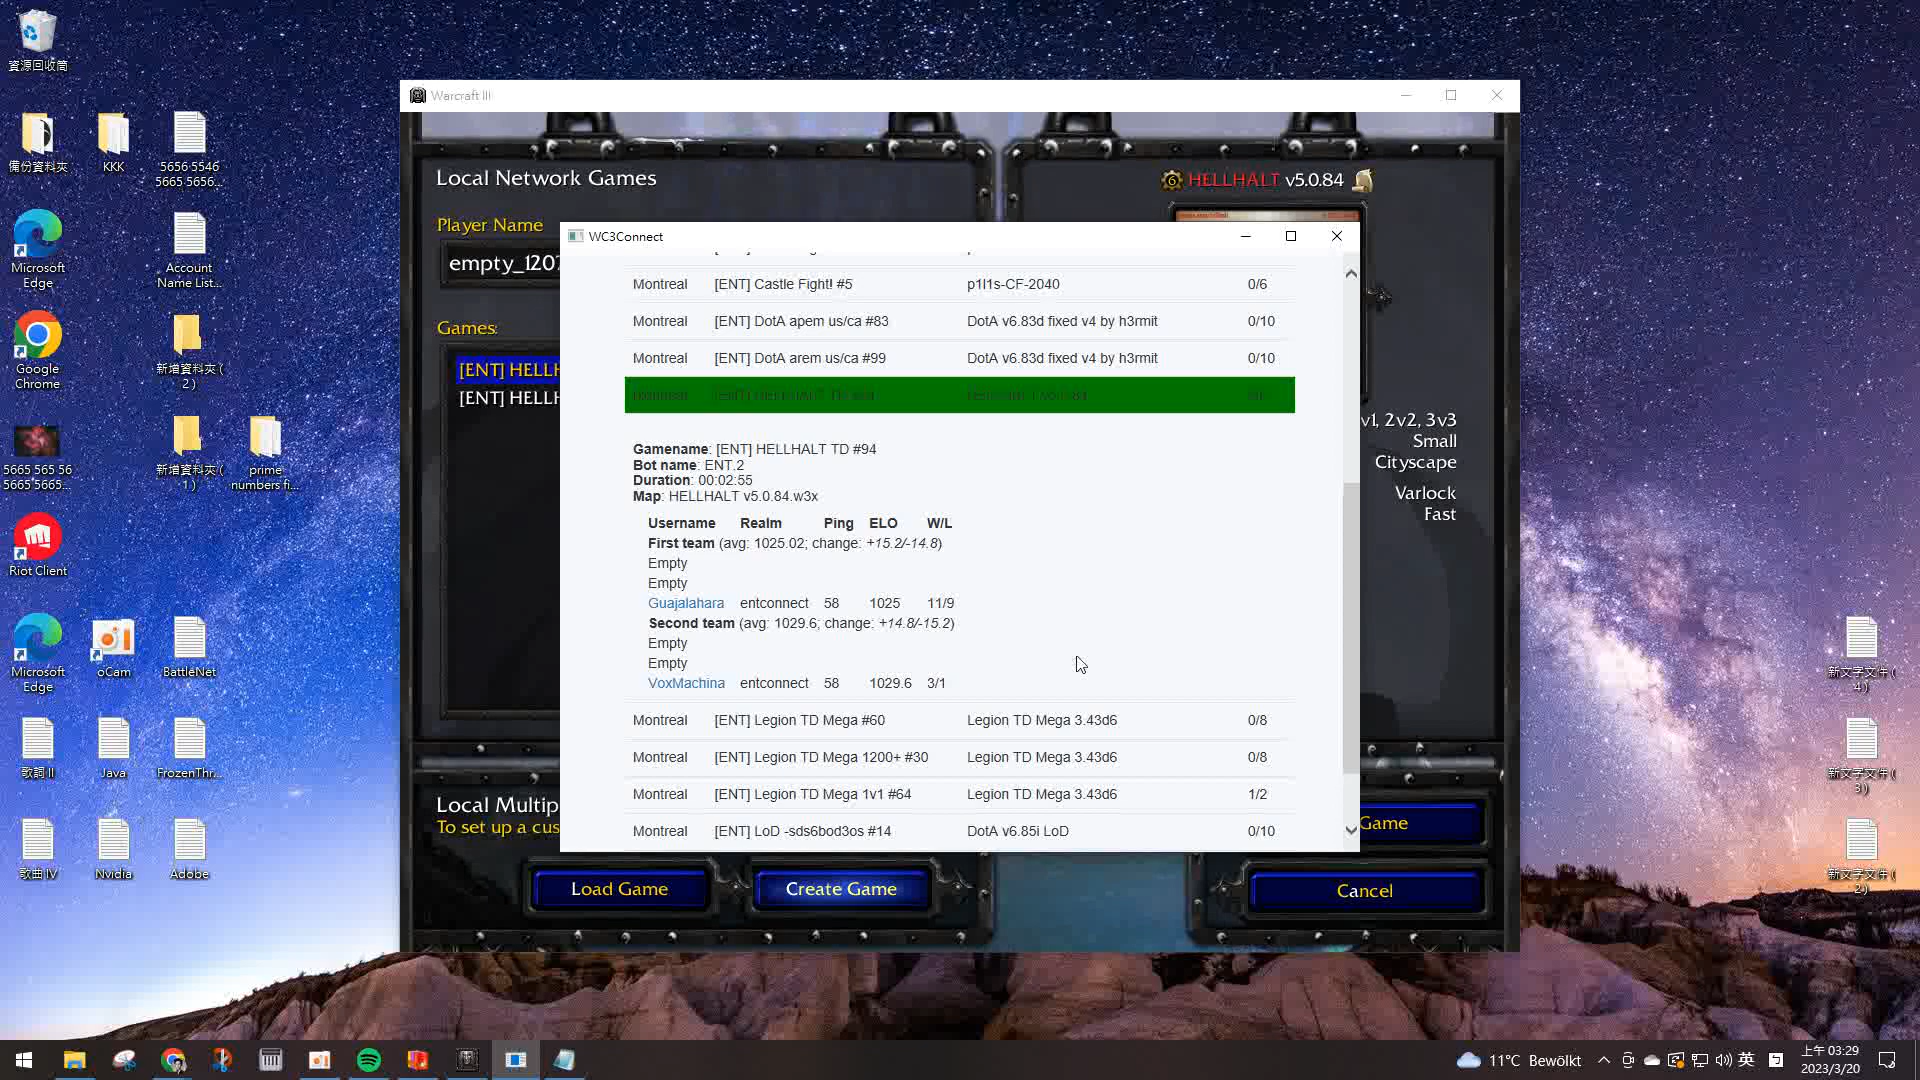 資源回收筒
備份資料夾
KKK
5656 5546
5665 5656...
Microsoft
Edge
Account
Name List...
Google
Chrome
新增資料夾 (
2 )
5665 565 56
5665 5665...
新增資料夾 (
1 )
prime
numbers fi...
Riot Client
Microsoft
Edge
oCam
BattleNet
歌詞 II
Java
FrozenThr...
歌曲 IV
Nvidia
Adobe
新文字文件 (
4 )
新文字文件 (
3 )
新文字文件 (
2 )
Warcraft III
Local Network Games
Player Name
empty_1207
Games:
[ENT] HELLH
[ENT] HELLH
HELLHALT v5.0.84
v1, 2v2, 3v3
Small
Cityscape
Varlock
Fast
Local Multip
To set up a cus
Game
Load Game
Create Game
Cancel
WC3Connect
Montreal [ENT] Castle Fight! #5 p1l1s-CF-2040 0/6
Montreal [ENT] DotA apem us/ca #83 DotA v6.83d fixed v4 by h3rmit 0/10
Montreal [ENT] DotA arem us/ca #99 DotA v6.83d fixed v4 by h3rmit 0/10
Gamename: [ENT] HELLHALT TD #94
Bot name: ENT.2
Duration: 00:02:55
Map: HELLHALT v5.0.84.w3x
Username Realm Ping ELO W/L
First team (avg: 1025.02; change: +15.2/-14.8)
Empty
Empty
Guajalahara entconnect 58 1025 11/9
Second team (avg: 1029.6; change: +14.8/-15.2)
Empty
Empty
VoxMachina entconnect 58 1029.6 3/1
Montreal [ENT] Legion TD Mega #60 Legion TD Mega 3.43d6 0/8
Montreal [ENT] Legion TD Mega 1200+ #30 Legion TD Mega 3.43d6 0/8
Montreal [ENT] Legion TD Mega 1v1 #64 Legion TD Mega 3.43d6 1/2
Montreal [ENT] LoD -sds6bod3os #14 DotA v6.85i LoD 0/10
11°C Bewölkt
英
上午 03:29
2023/3/20